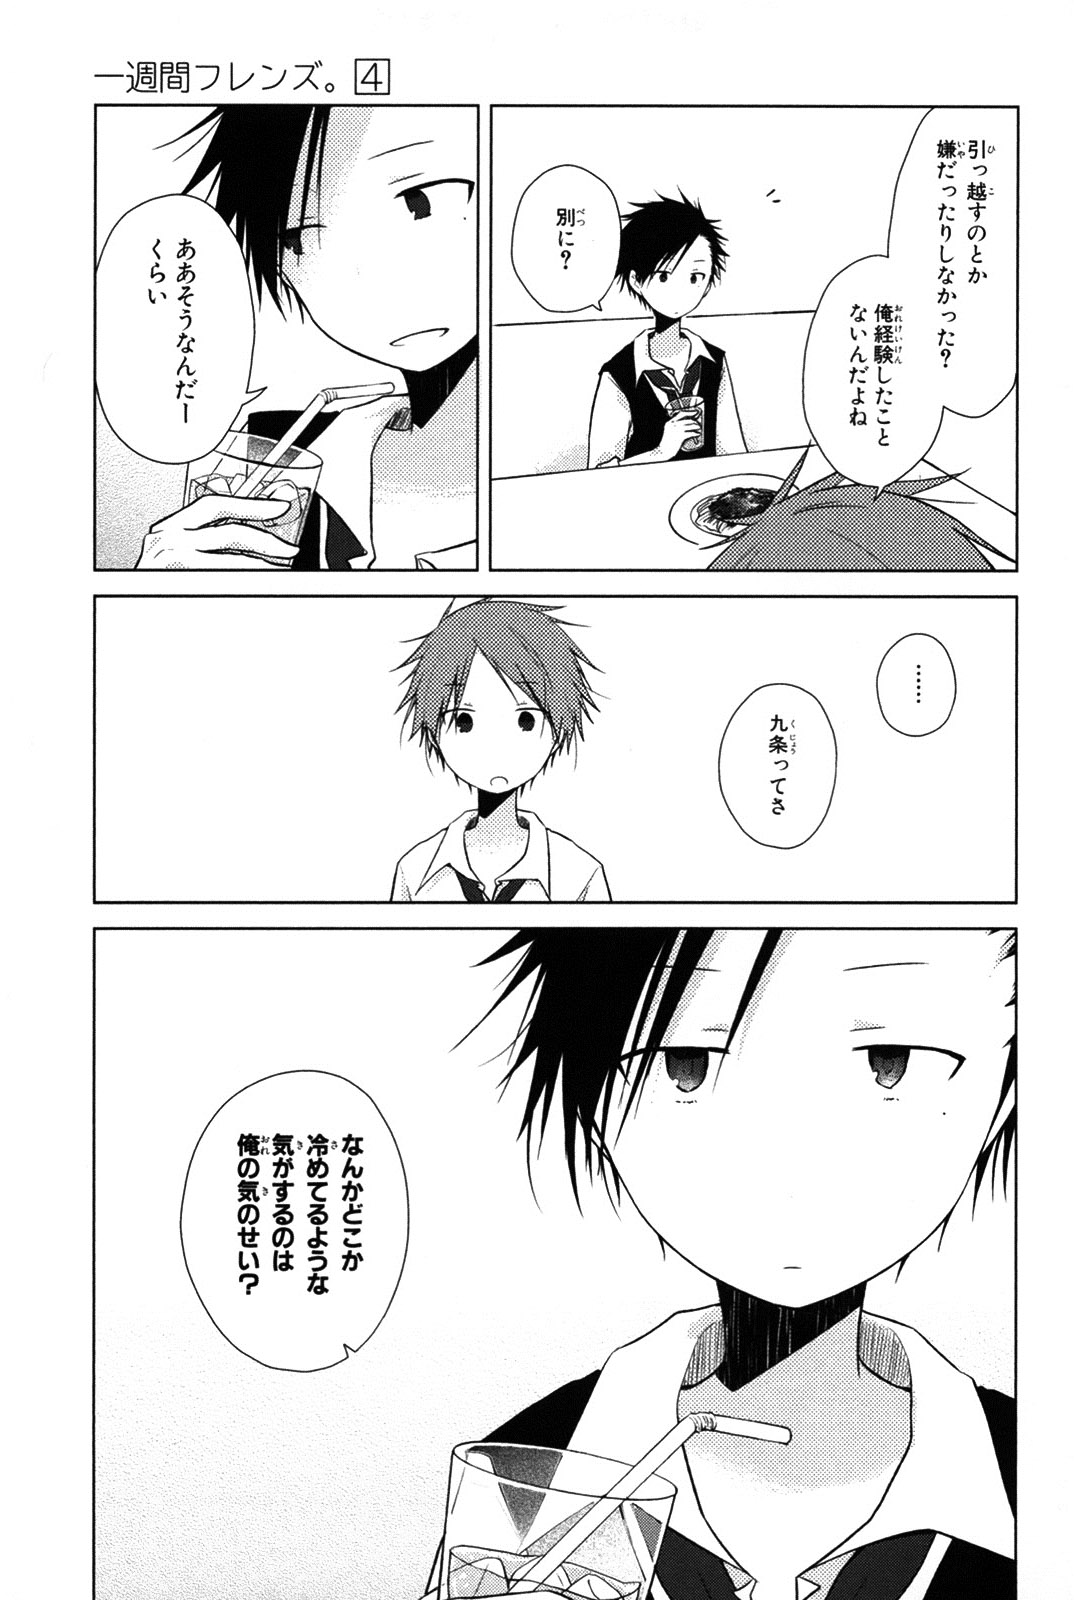 一週間フレンズ。4
引っ越すのとか
嫌だったりしなかった？
俺経験したこと
ないんだよね
別に？
ああそうなんだー
くらい
……
九条ってさ
なんかどこか
冷めてるような
気がするのは
俺の気のせい？